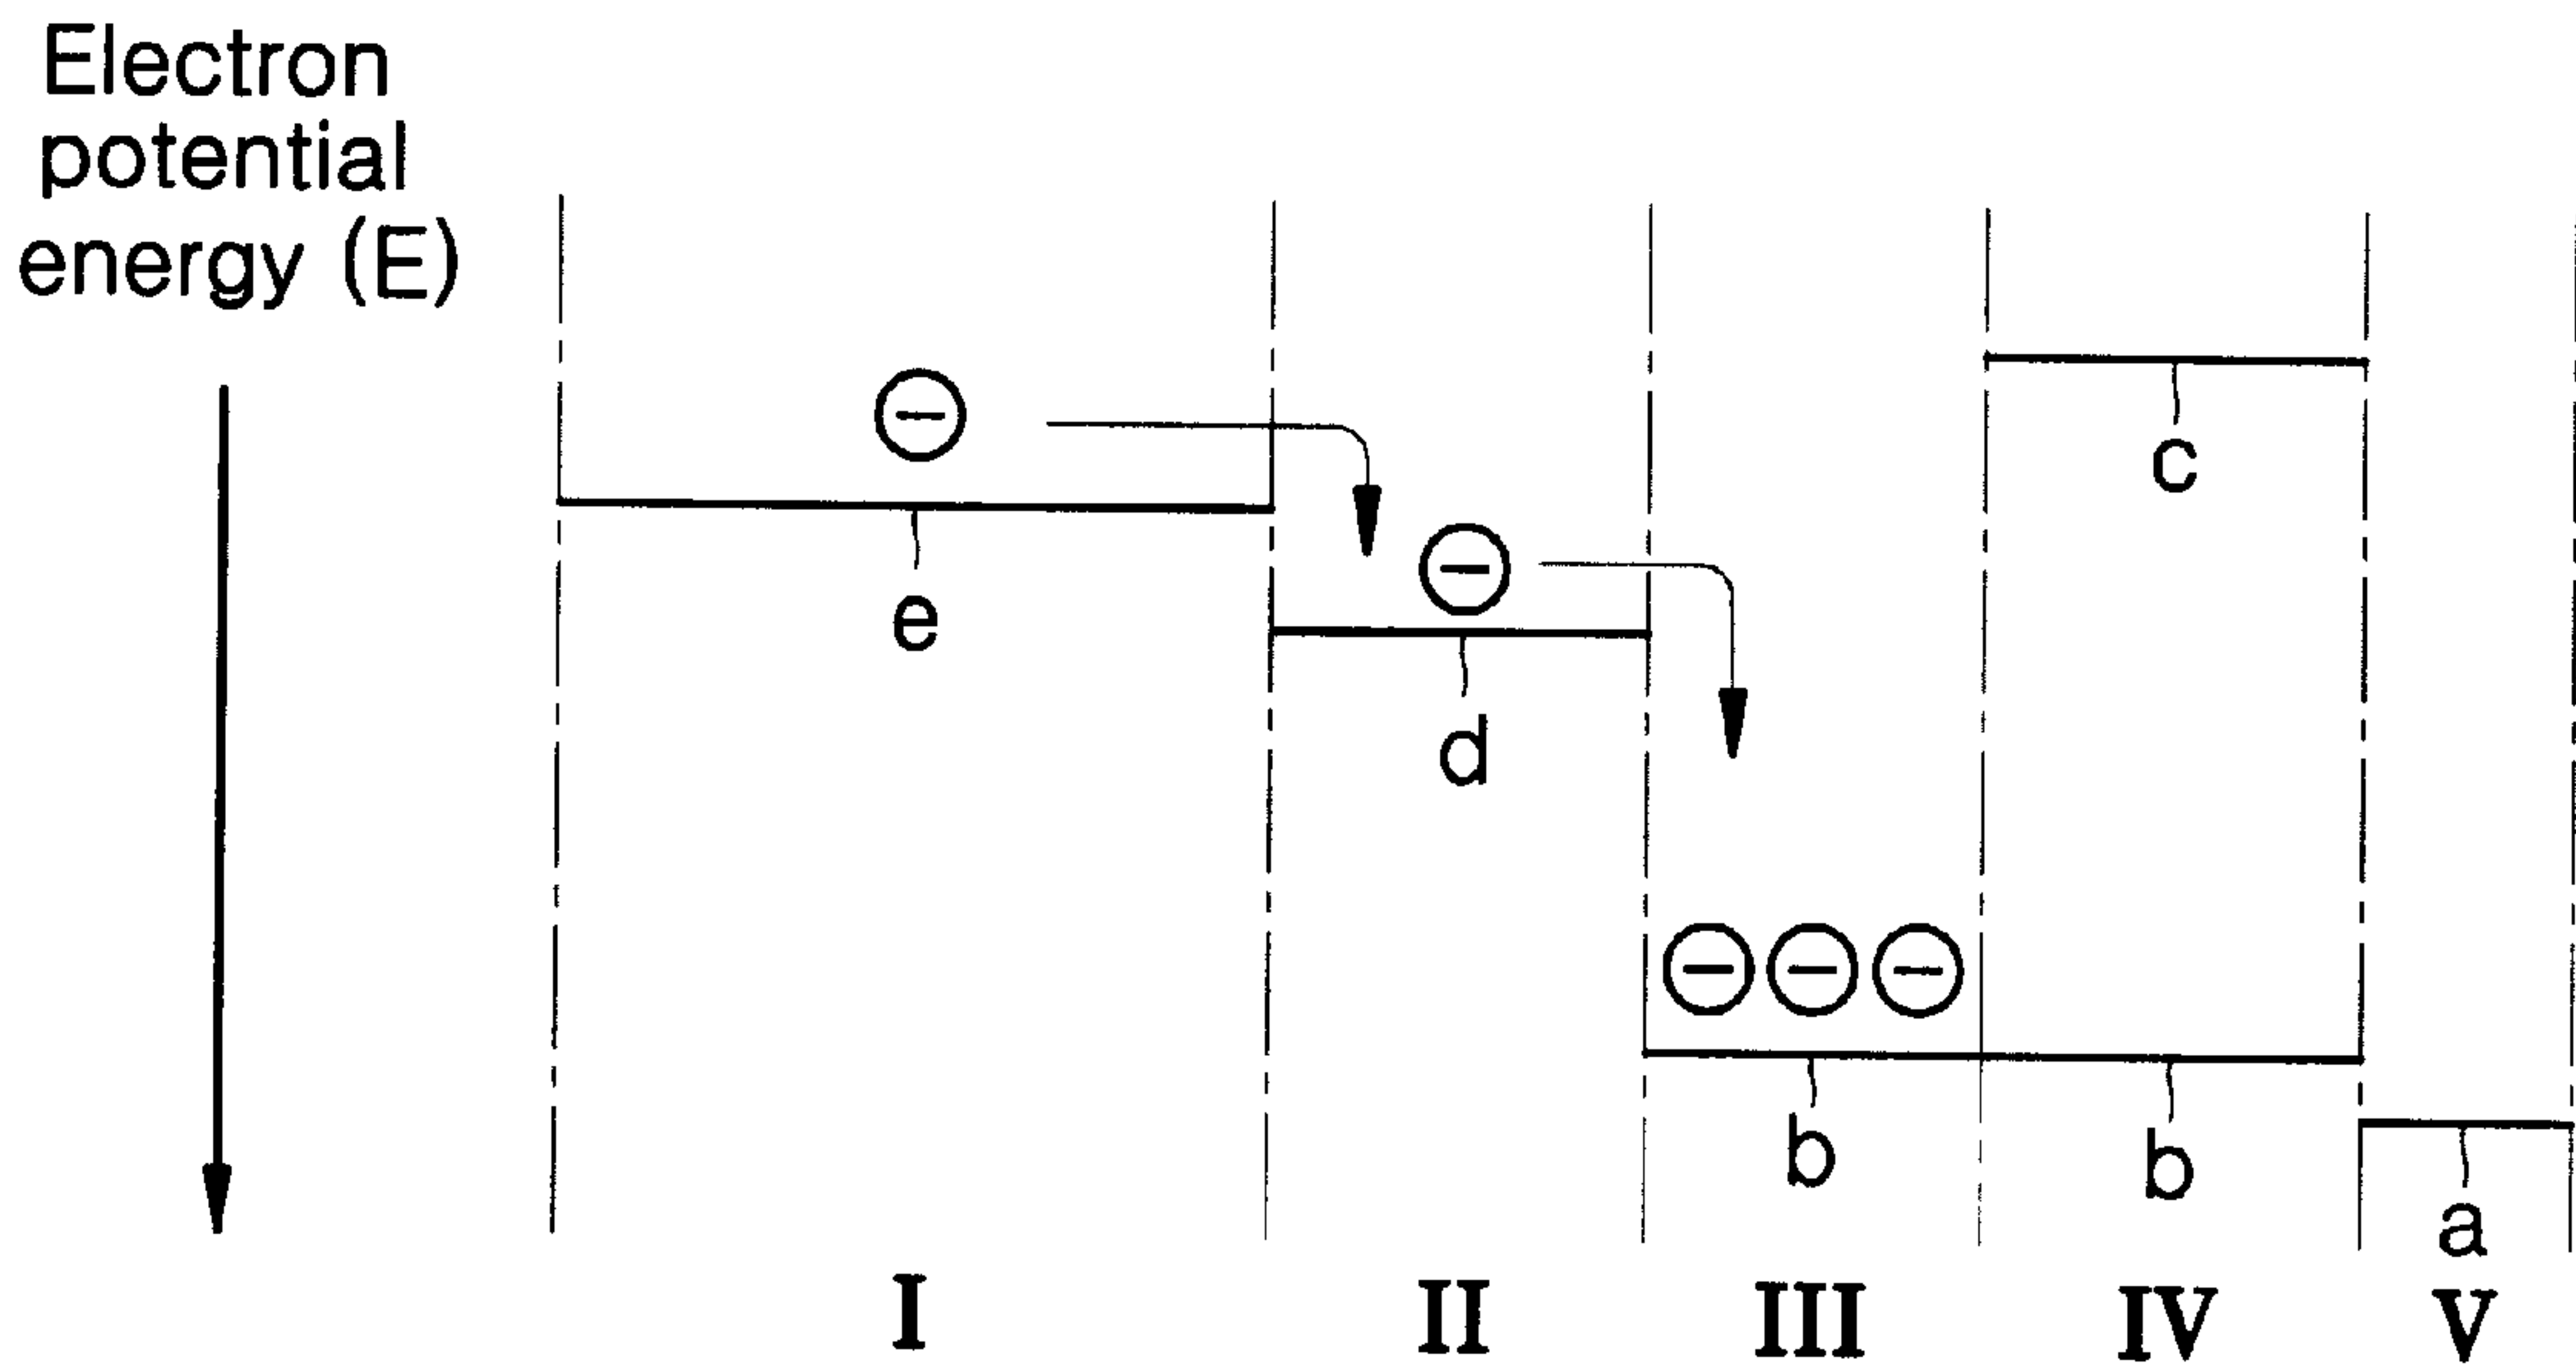 Electron
potential
energy (E)
c
e
d
b
b
a
I
II
III
IV
V